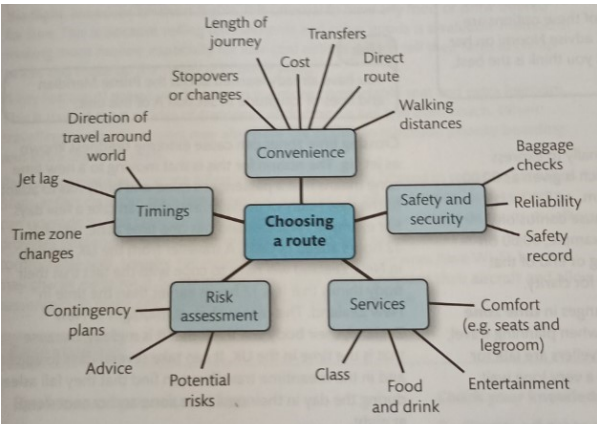 Length of
journey
Transfers
Cost
Direct
route
Stopovers
or changes
Walking
distances
Convenience
Direction of
travel around
world
Jet lag
Time zone
changes
Timings
Choosing
a route
Safety and
security
Baggage
checks
Reliability
Safety
record
Risk
assessment
Contingency
plans
Advice
Potential
risks
Services
Comfort
(e.g. seats and
legroom)
Class
Food
and drink
Entertainment